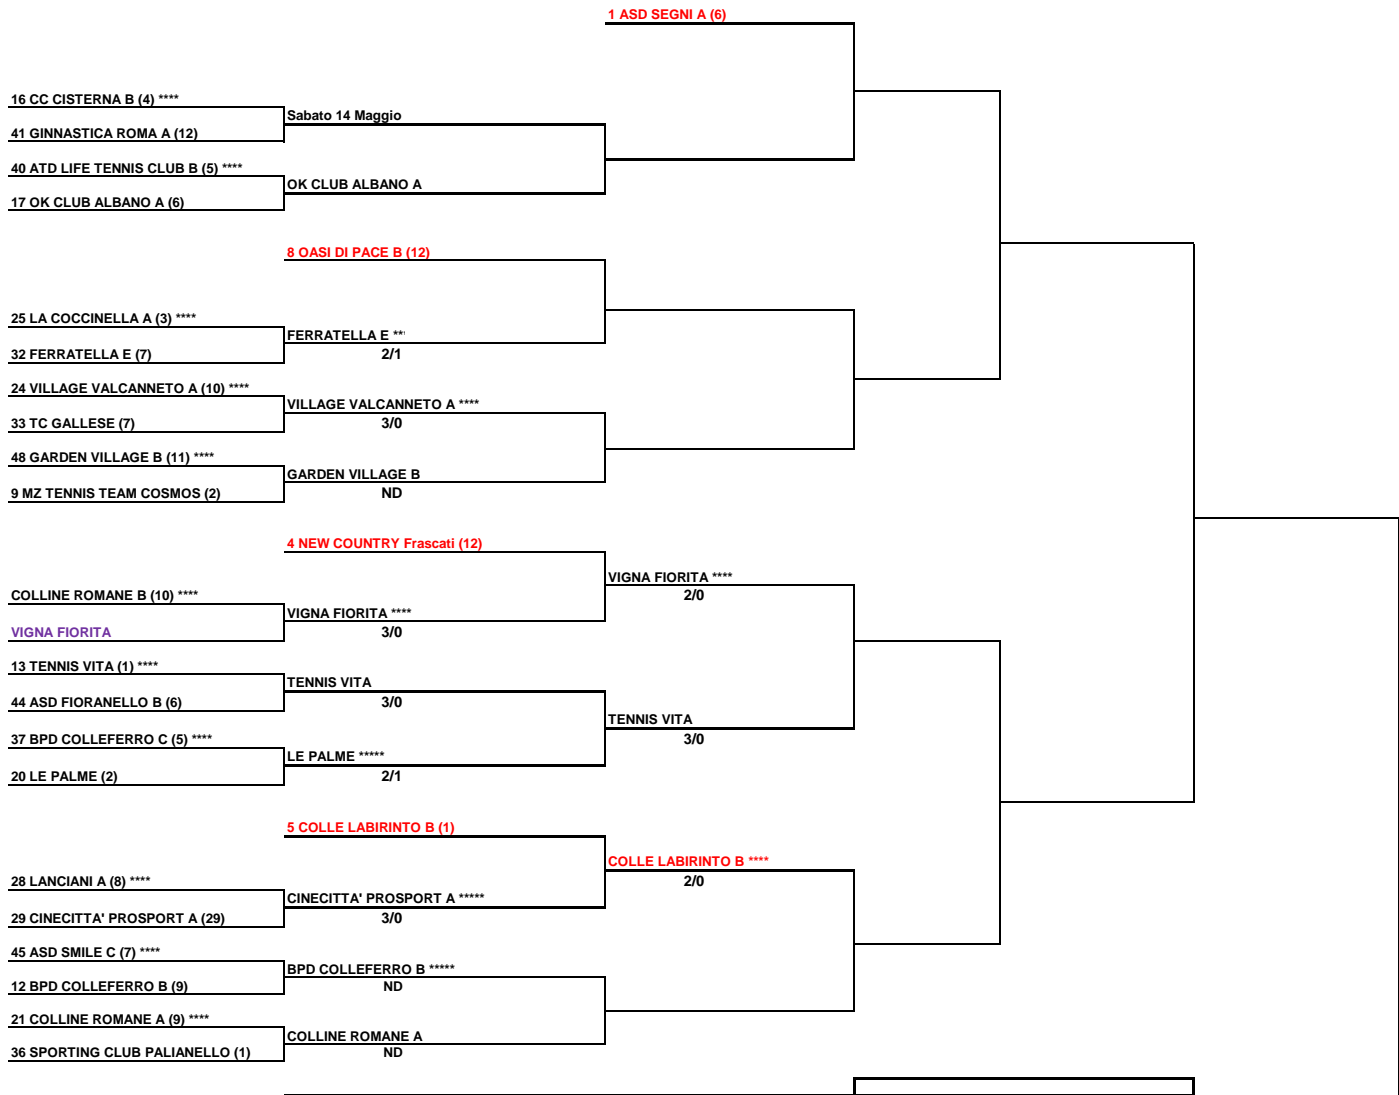 1 ASD SEGNI A (6)
16 CC CISTERNA B (4) ****
Sabato 14 Maggio
41 GINNASTICA ROMA A (12)
40 ATD LIFE TENNIS CLUB B (5) ****
OK CLUB ALBANO A
17 OK CLUB ALBANO A (6)
8 OASI DI PACE B (12)
25 LA COCCINELLA A (3) ****
FERRATELLA E ***
32 FERRATELLA E (7)
2/1
24 VILLAGE VALCANNETO A (10) ****
VILLAGE VALCANNETO A ****
33 TC GALLESE (7)
3/0
48 GARDEN VILLAGE B (11) ****
GARDEN VILLAGE B
9 MZ TENNIS TEAM COSMOS (2)
ND
4 NEW COUNTRY Frascati (12)
VIGNA FIORITA ****
2/0
COLLINE ROMANE B (10) ****
VIGNA FIORITA ****
VIGNA FIORITA
3/0
13 TENNIS VITA (1) ****
TENNIS VITA
44 ASD FIORANELLO B (6)
3/0
TENNIS VITA
3/0
37 BPD COLLEFERRO C (5) ****
LE PALME *****
20 LE PALME (2)
2/1
5 COLLE LABIRINTO B (1)
COLLE LABIRINTO B ****
2/0
28 LANCIANI A (8) ****
CINECITTA' PROSPORT A *****
29 CINECITTA' PROSPORT A (29)
3/0
45 ASD SMILE C (7) ****
BPD COLLEFERRO B *****
12 BPD COLLEFERRO B (9)
ND
21 COLLINE ROMANE A (9) ****
COLLINE ROMANE A
36 SPORTING CLUB PALIANELLO (1)
ND